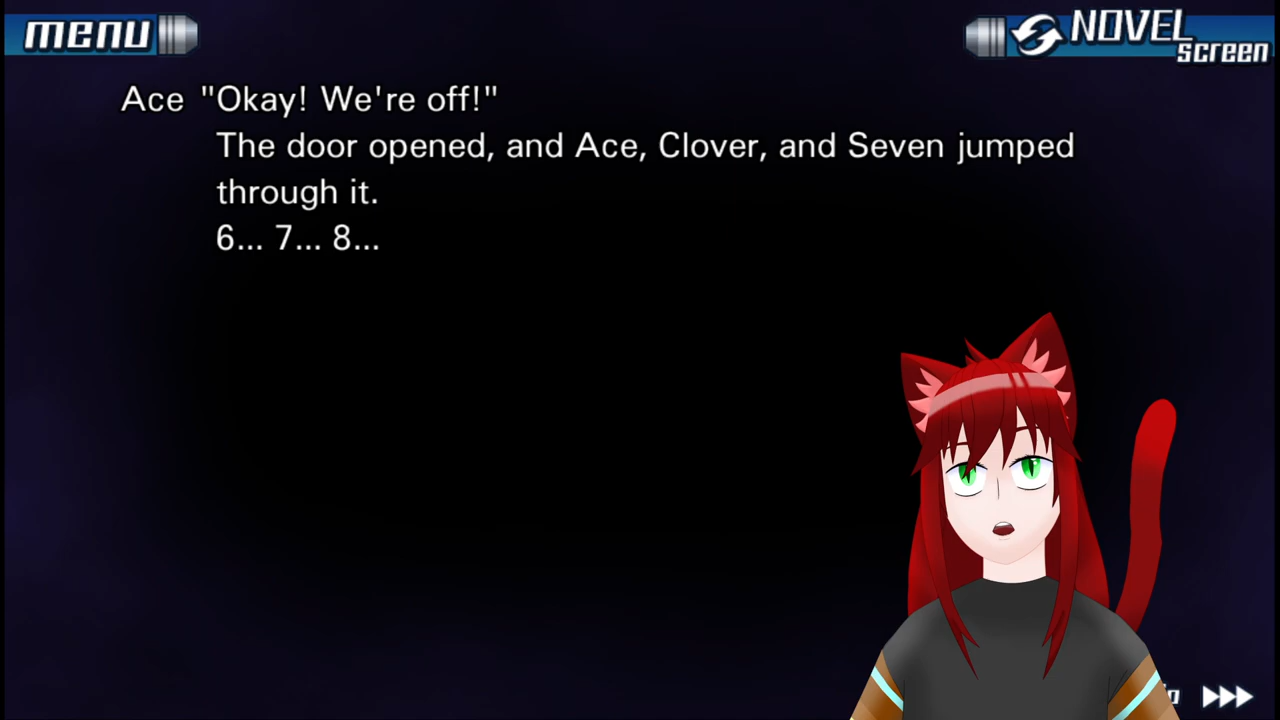 menu
NOVEL
screen
Ace "Okay! We're off!"
The door opened, and Ace, Clover, and Seven jumped
through it.
6... 7... 8...